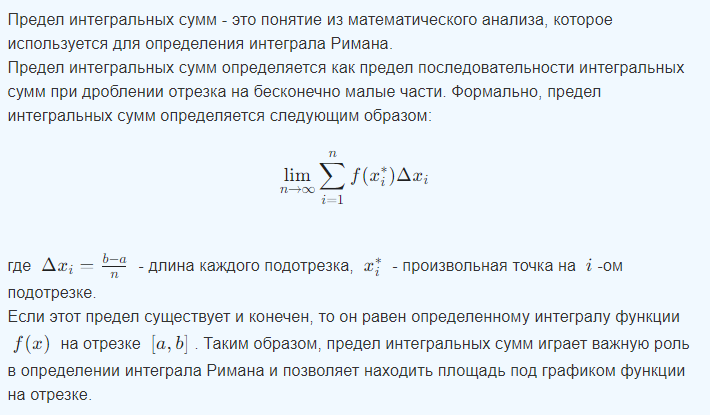 Предел интегральных сумм - это понятие из математического анализа, которое
используется для определения интеграла Римана.
Предел интегральных сумм определяется как предел последовательности интегральных
сумм при дроблении отрезка на бесконечно малые части. Формально, предел
интегральных сумм определяется следующим образом:
$$\lim_{n \to \infty} \sum_{i=1}^{n} f(x_i^*) \Delta x_i$$
где $\Delta x_i = \frac{b-a}{n}$ - длина каждого подотрезка, $x_i^*$ - произвольная точка на $i$ -ом
подотрезке.
Если этот предел существует и конечен, то он равен определенному интегралу функции
$f(x)$ на отрезке $[a, b]$ . Таким образом, предел интегральных сумм играет важную роль
в определении интеграла Римана и позволяет находить площадь под графиком функции
на отрезке.